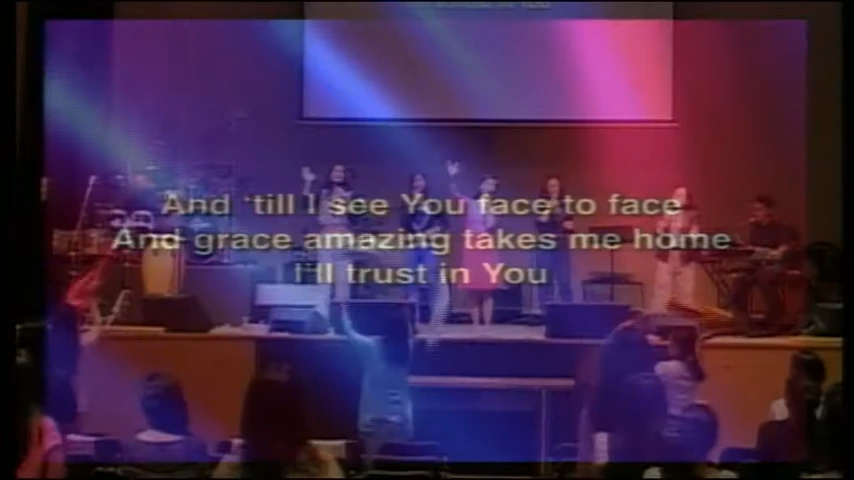 And ‘till I see You face to face
And grace amazing takes me home
I'll trust in You